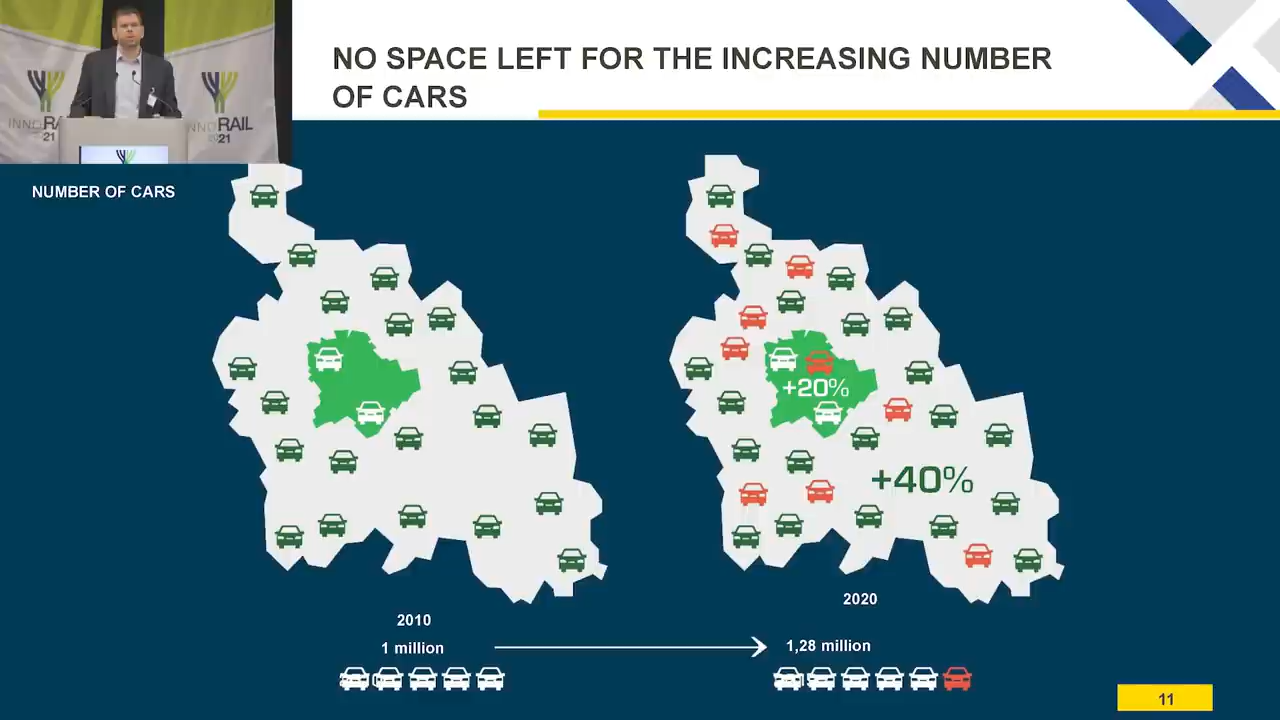 NO SPACE LEFT FOR THE INCREASING NUMBER
OF CARS
INNORAIL
21
INNORAIL
2021
NUMBER OF CARS
+20%
+40%
2010
1 million
2020
1,28 million
11